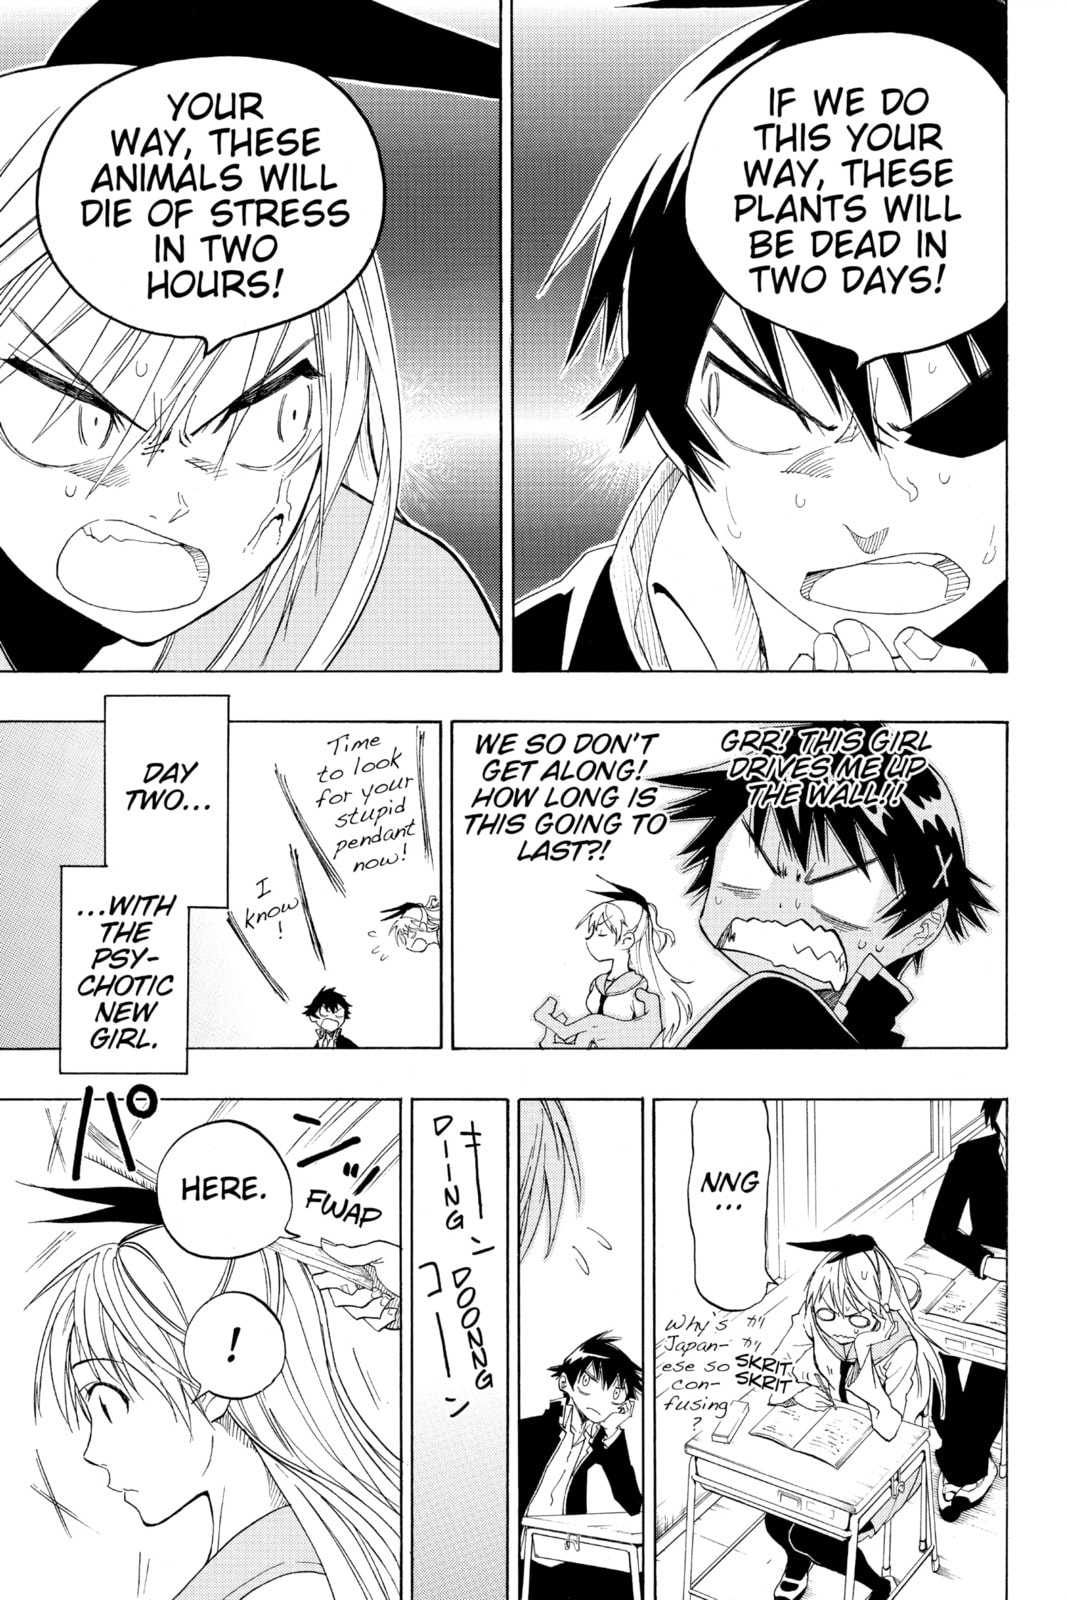 IF WE DO
THIS YOUR
WAY, THESE
PLANTS WILL
BE DEAD IN
TWO DAYS!
YOUR
WAY, THESE
ANIMALS WILL
DIE OF STRESS
IN TWO
HOURS!
GRR! THIS GIRL
DRIVES ME UP
THE WALL!!
WE SO DON'T
GET ALONG!
HOW LONG IS
THIS GOING TO
LAST?!
Time
to look
for your
stupid
pendant
now!
I
know
!
DAY
TWO...
...WITH
THE
PSY-
CHOTIC
NEW
GIRL.
NNG
...
Why's
Japan-
ese so
con-
fusing
?
ガリ
ガリ
SKRIT
SKRIT
キーンコーン
DIING DOONG
パン
FWAP
HERE.
!